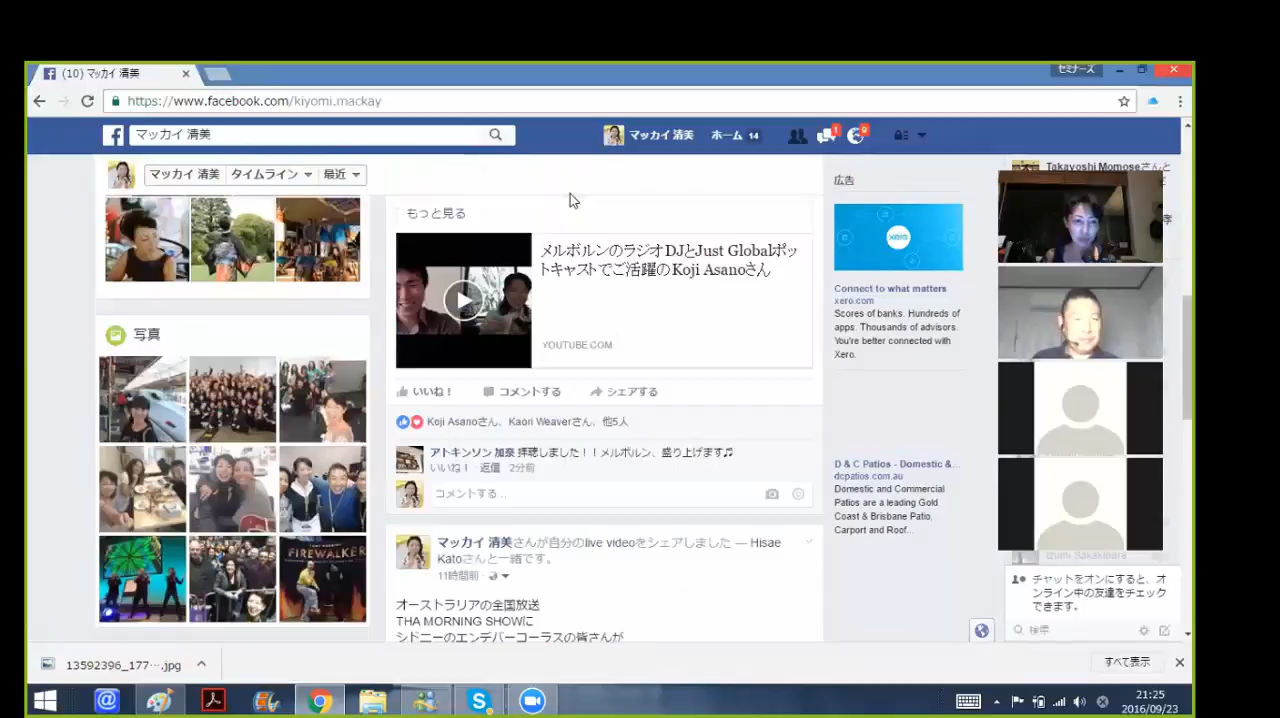 (10) マッカイ 清美
セミナーズ
https://www.facebook.com/kiyomi.mackay
マッカイ 清美
マッカイ 清美
ホーム 14
1
9
マッカイ 清美
タイムライン
最近
広告
Takayoshi Momoseさんと
もっと見る
メルボルンのラジオDJとJust Globalポッ
トキャストでご活躍のKoji Asanoさん
YOUTUBE.COM
xero
Connect to what matters
xero.com
Scores of banks. Hundreds of
apps. Thousands of advisors.
You're better connected with
Xero.
写真
いいね！
コメントする
シェアする
Koji Asanoさん、Kaori Weaverさん、他5人
アトキンソン 加奈 拝聴しました！！メルボルン、盛り上げます♫
いいね！ · 返信 · 2分前
コメントする...
D & C Patios - Domestic &...
dcpatios.com.au
Domestic and Commercial
Patios are a leading Gold
Coast & Brisbane Patio,
Carport and Roof...
マッカイ 清美さんが自分のlive videoをシェアしました — Hisae
Katoさんと一緒です。
11時間前
オーストラリアの全国放送
THA MORNING SHOWに
シドニーのエンデバーコーラスの皆さんが
FIREWALKER
Izumi Sakakibara
チャットをオンにすると、オ
ンライン中の友達をチェック
できます。
検索
13592396_177....jpg
すべて表示
21:25
2016/09/23